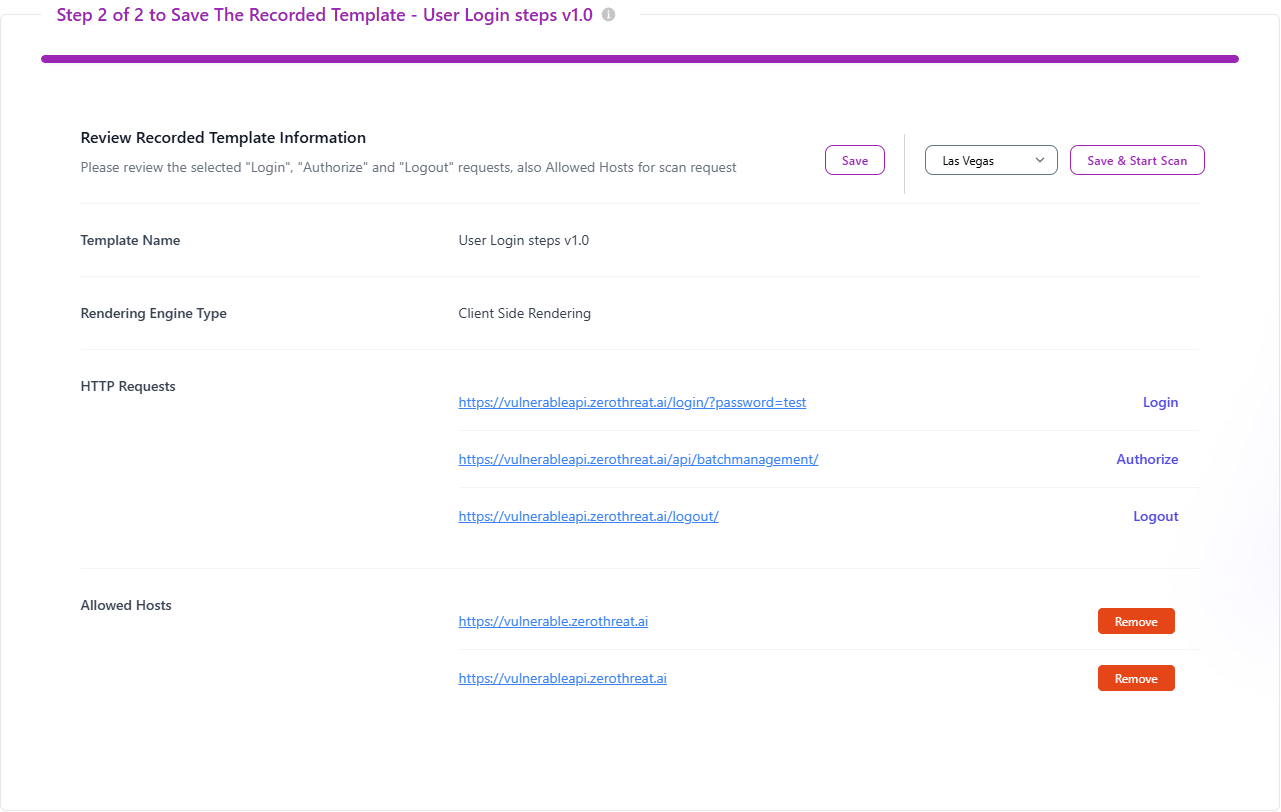 Step 2 of 2 to Save The Recorded Template - User Login steps v1.0
Review Recorded Template Information
Please review the selected "Login", "Authorize" and "Logout" requests, also Allowed Hosts for scan request
Save
Las Vegas
Save & Start Scan
Template Name
User Login steps v1.0
Rendering Engine Type
Client Side Rendering
HTTP Requests
https://vulnerableapi.zerothreat.ai/login/?password=test
Login
https://vulnerableapi.zerothreat.ai/api/batchmanagement/
Authorize
https://vulnerableapi.zerothreat.ai/logout/
Logout
Allowed Hosts
https://vulnerable.zerothreat.ai
Remove
https://vulnerableapi.zerothreat.ai
Remove